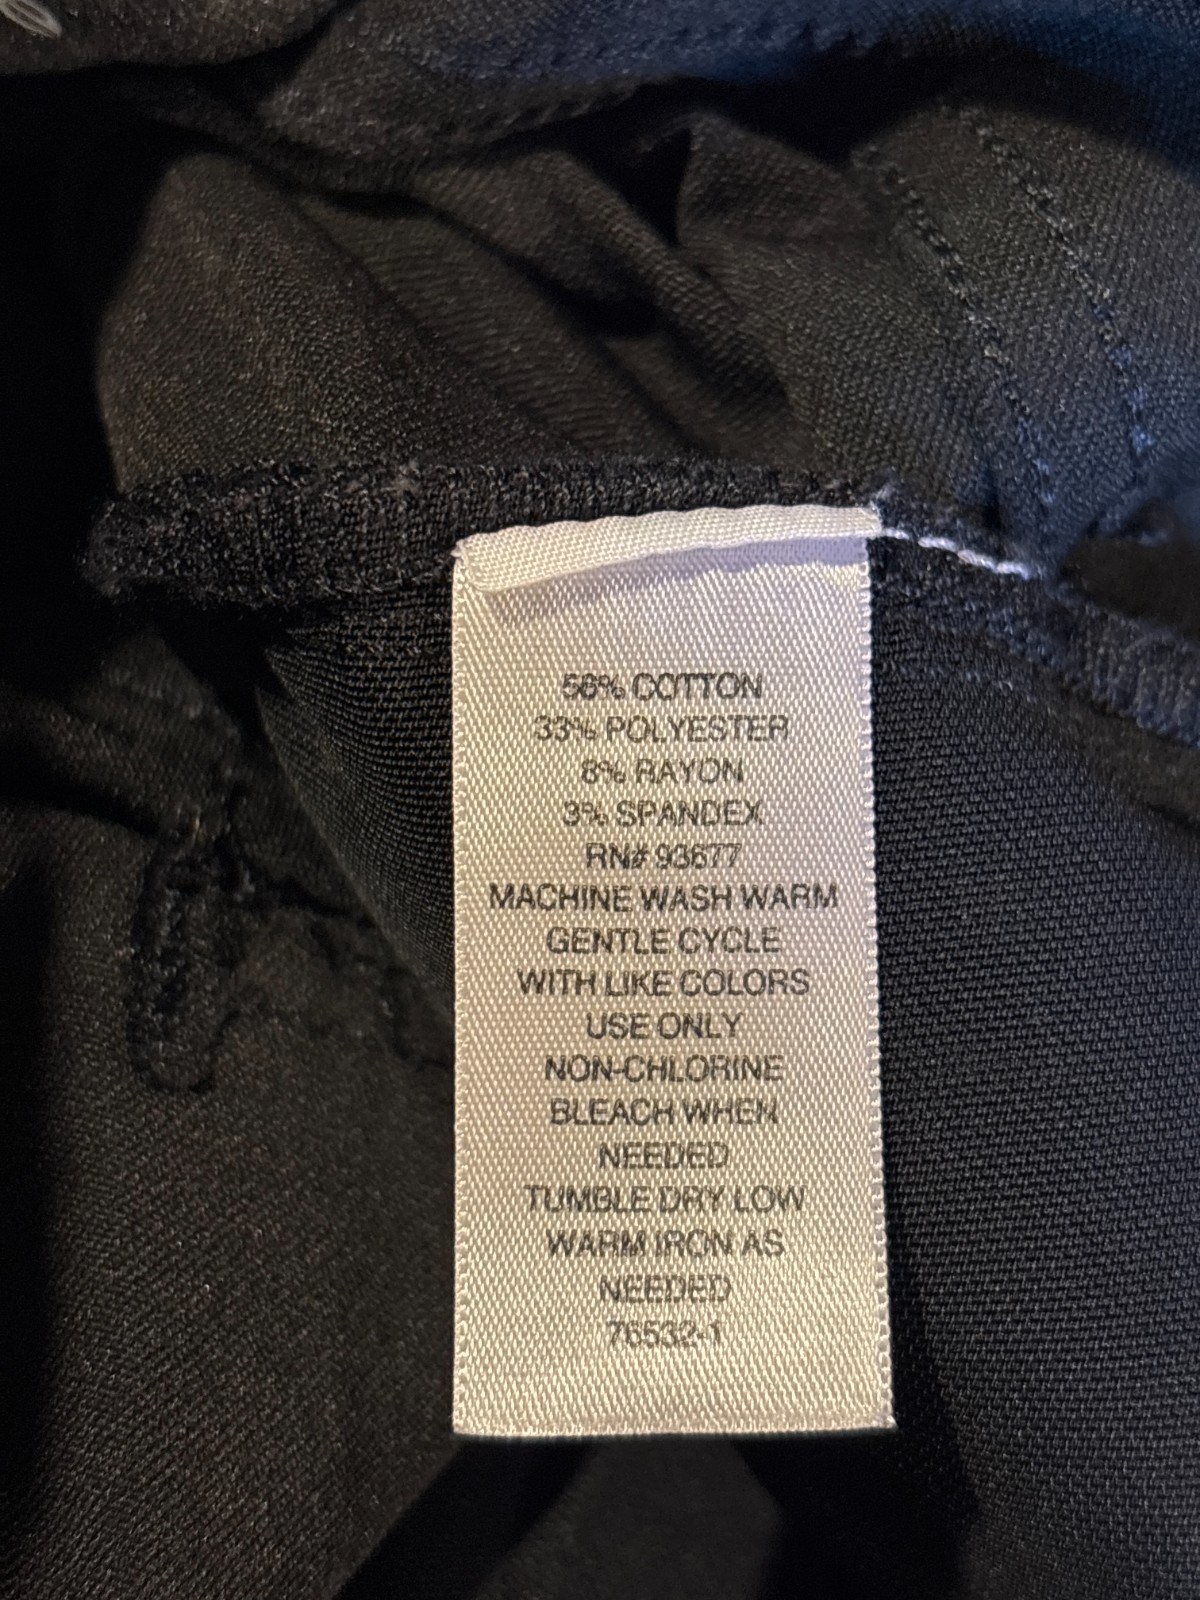 56% COTTON
33% POLYESTER
8% RAYON
3% SPANDEX
RN# 93677
MACHINE WASH WARM
GENTLE CYCLE
WITH LIKE COLORS
USE ONLY
NON-CHLORINE
BLEACH WHEN
NEEDED
TUMBLE DRY LOW
WARM IRON AS
NEEDED
76532-1